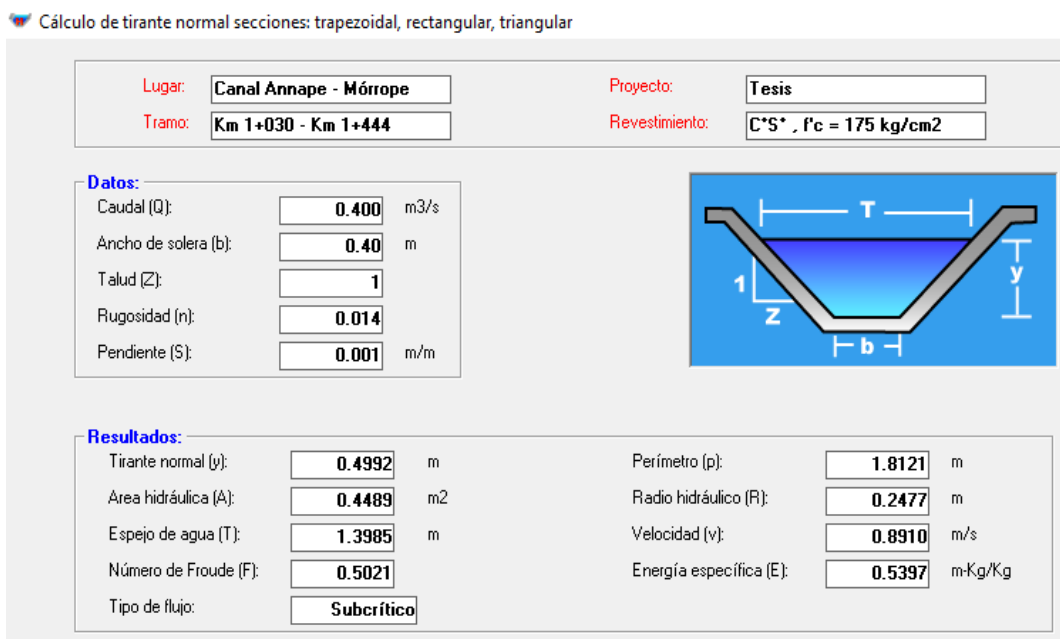 Cálculo de tirante normal secciones: trapezoidal, rectangular, triangular
Lugar: Canal Annape - Mórrope Proyecto: Tesis
Tramo: Km 1+030 - Km 1+444 Revestimiento: C*S* , f'c = 175 kg/cm2
Datos:
Caudal (Q): 0.400 m3/s
Ancho de solera (b): 0.40 m
Talud (Z): 1
Rugosidad (n): 0.014
Pendiente (S): 0.001 m/m
T
1
Z
y
b
Resultados:
Tirante normal (y): 0.4992 m Perímetro (p): 1.8121 m
Area hidráulica (A): 0.4489 m2 Radio hidráulico (R): 0.2477 m
Espejo de agua (T): 1.3985 m Velocidad (v): 0.8910 m/s
Número de Froude (F): 0.5021 Energía específica (E): 0.5397 m-Kg/Kg
Tipo de flujo: Subcrítico